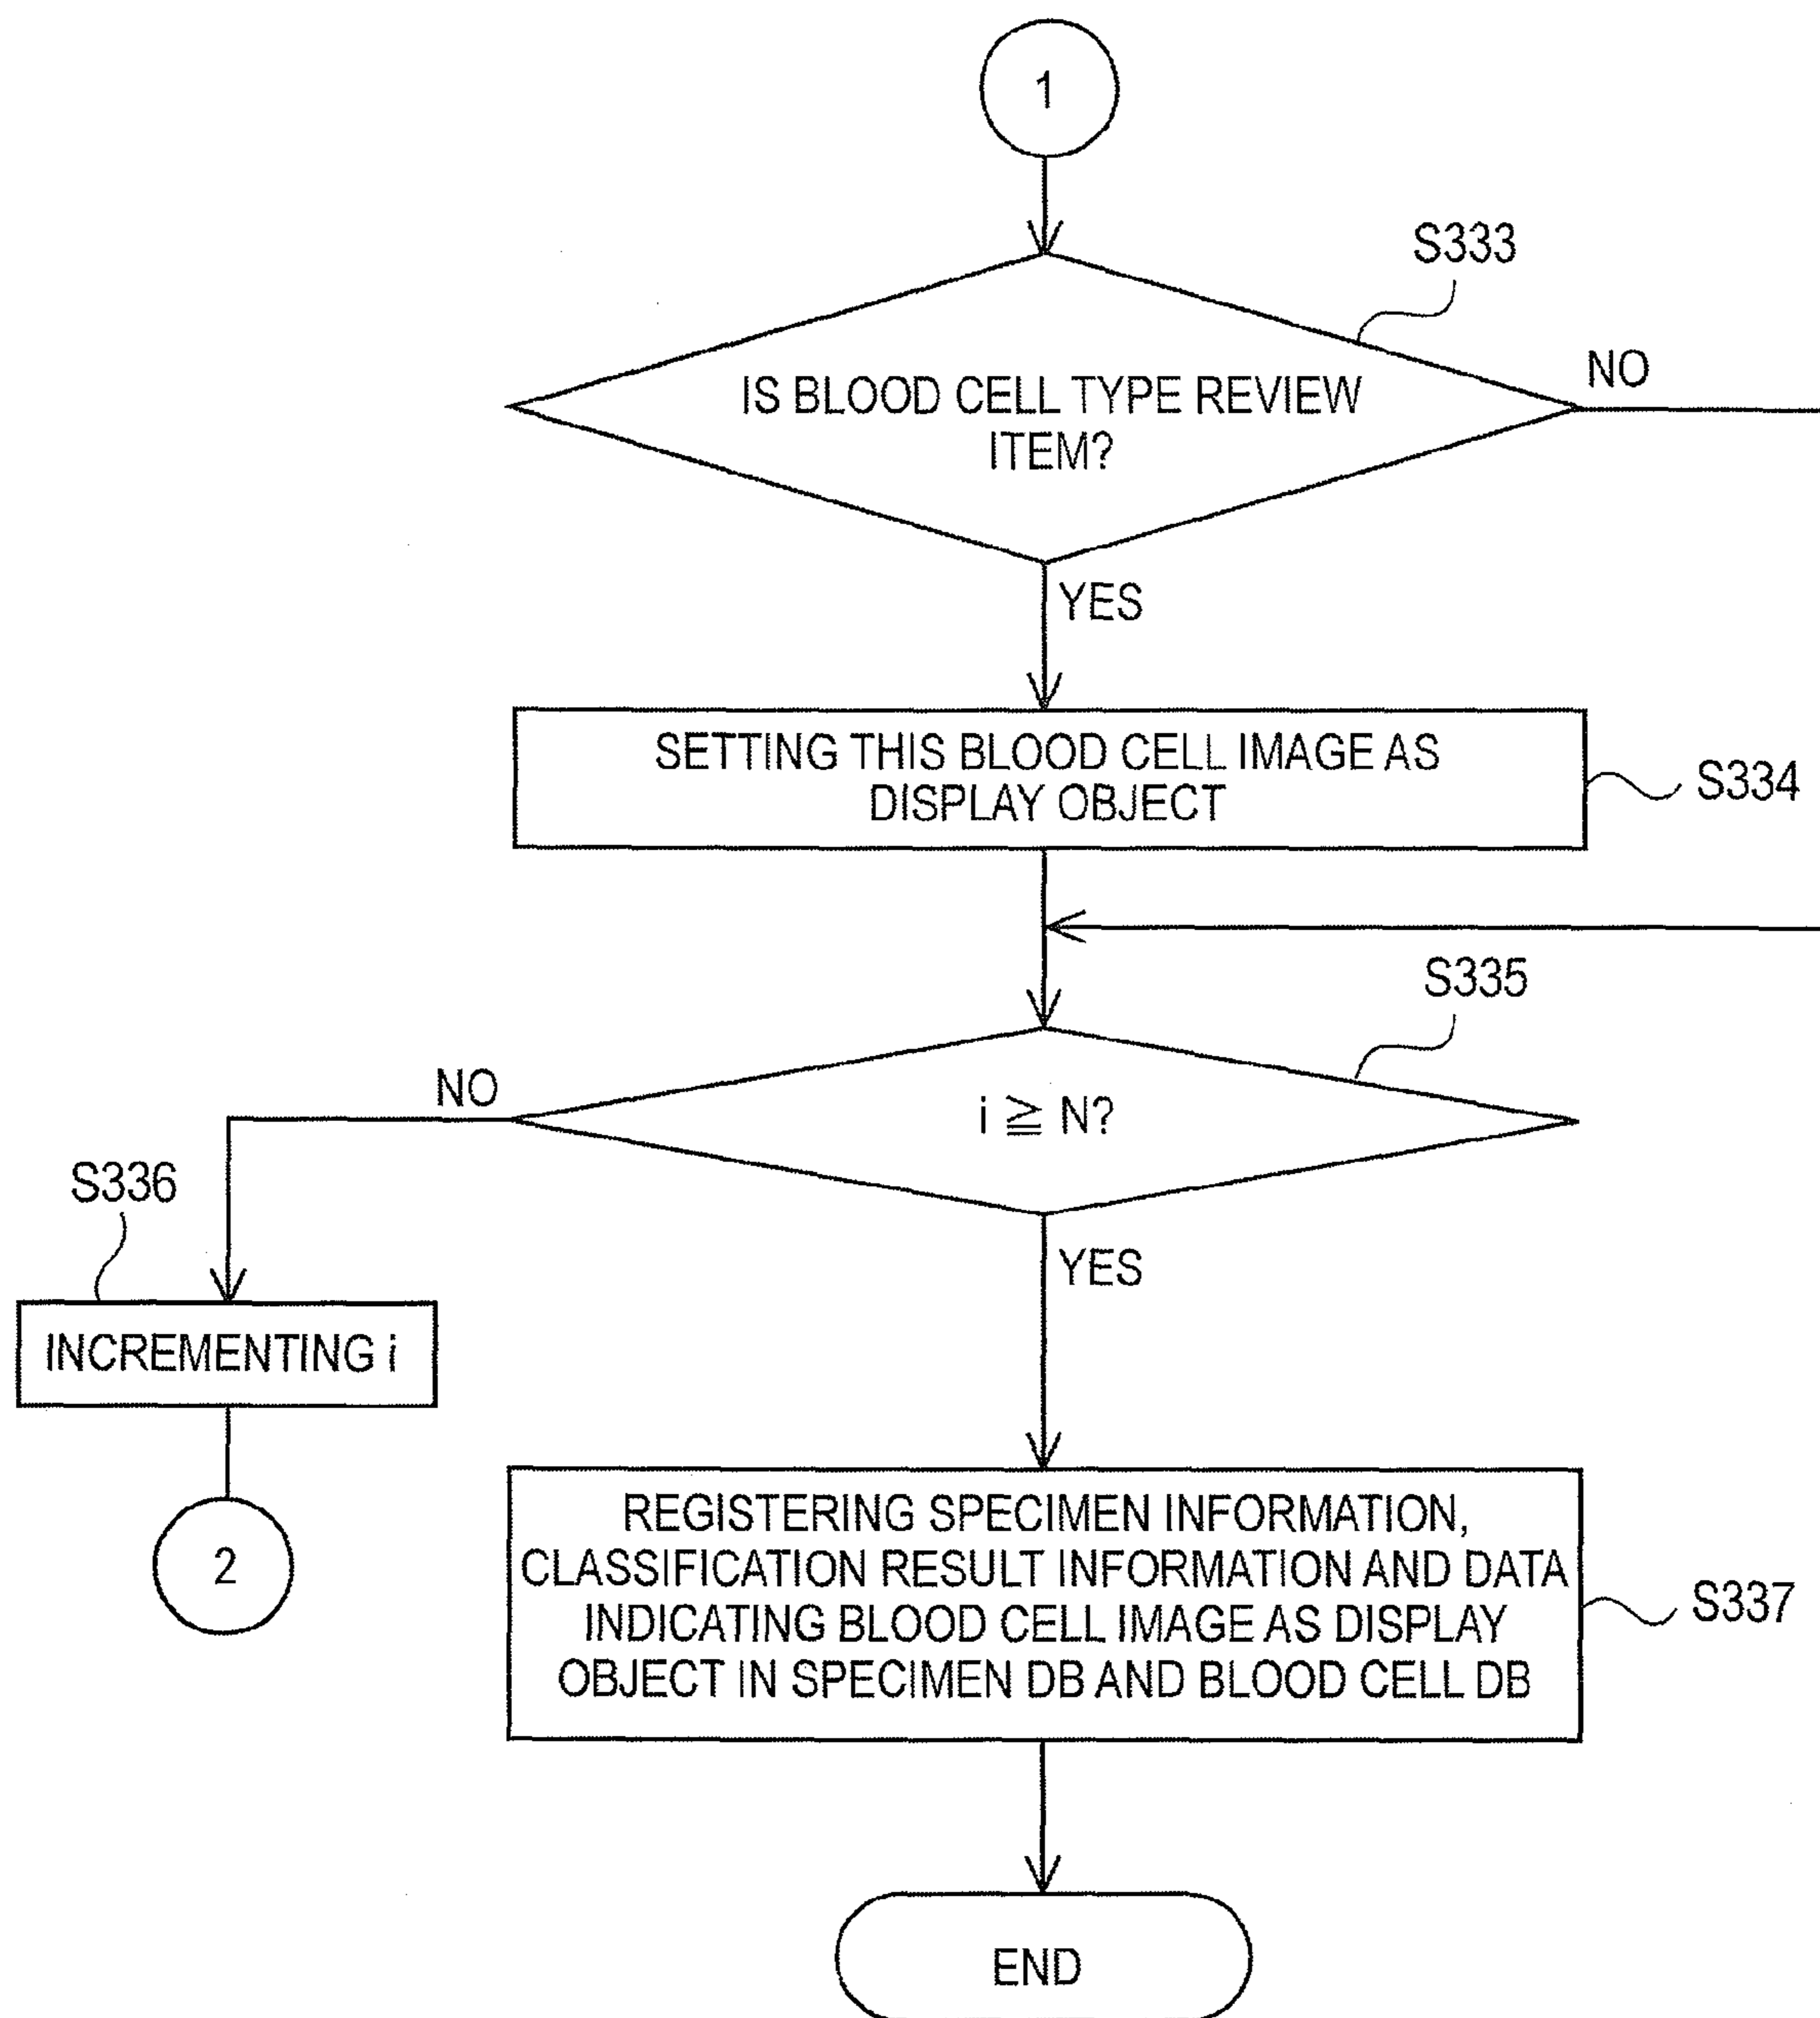 1
S333
IS BLOOD CELL TYPE REVIEW
ITEM?
NO
YES
SETTING THIS BLOOD CELL IMAGE AS
DISPLAY OBJECT
S334
S335
NO
i ≧ N?
S336
YES
INCREMENTING i
2
REGISTERING SPECIMEN INFORMATION,
CLASSIFICATION RESULT INFORMATION AND DATA
INDICATING BLOOD CELL IMAGE AS DISPLAY
OBJECT IN SPECIMEN DB AND BLOOD CELL DB
S337
END